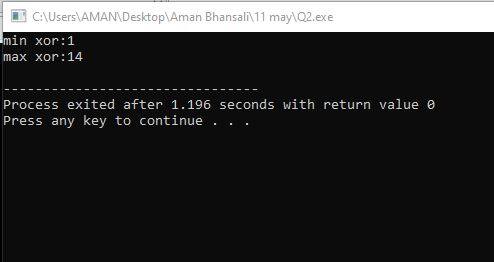 C:\Users\AMAN\Desktop\Aman Bhansali\11 may\Q2.exe
min xor:1
max xor:14
--------------------------------
Process exited after 1.196 seconds with return value 0
Press any key to continue . . .